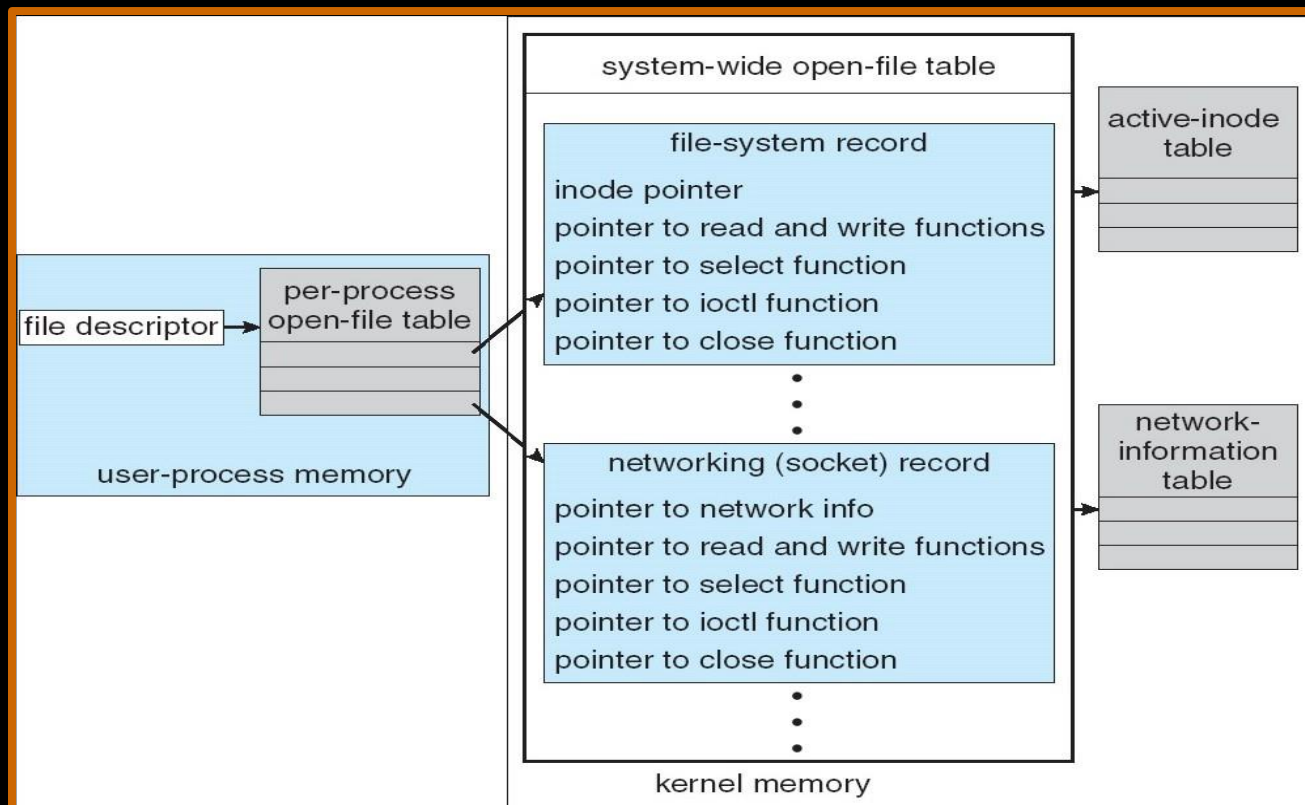 file descriptor
per-process
open-file table
user-process memory
system-wide open-file table
file-system record
inode pointer
pointer to read and write functions
pointer to select function
pointer to ioctl function
pointer to close function
networking (socket) record
pointer to network info
pointer to read and write functions
pointer to select function
pointer to ioctl function
pointer to close function
kernel memory
active-inode
table
network-
information
table